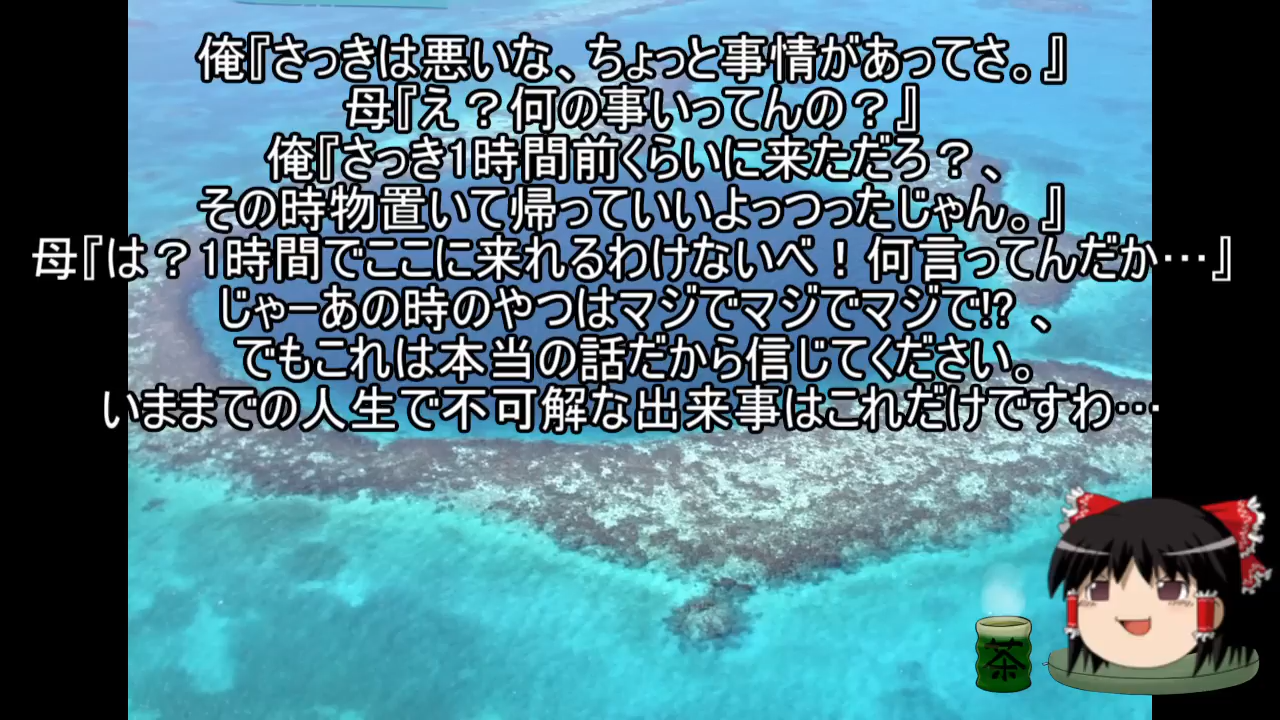 俺『さっきは悪いな、ちょっと事情があってさ。』
母『え？何の事いってんの？』
俺『さっき1時間前くらいに来ただろ？、
その時物置いて帰っていいよっつったじゃん。』
母『は？1時間でここに来れるわけないべ！何言ってんだか…』
じゃーあの時のやつはマジでマジでマジで!?、
でもこれは本当の話だから信じてください。
いままでの人生で不可解な出来事はこれだけですわ…
茶